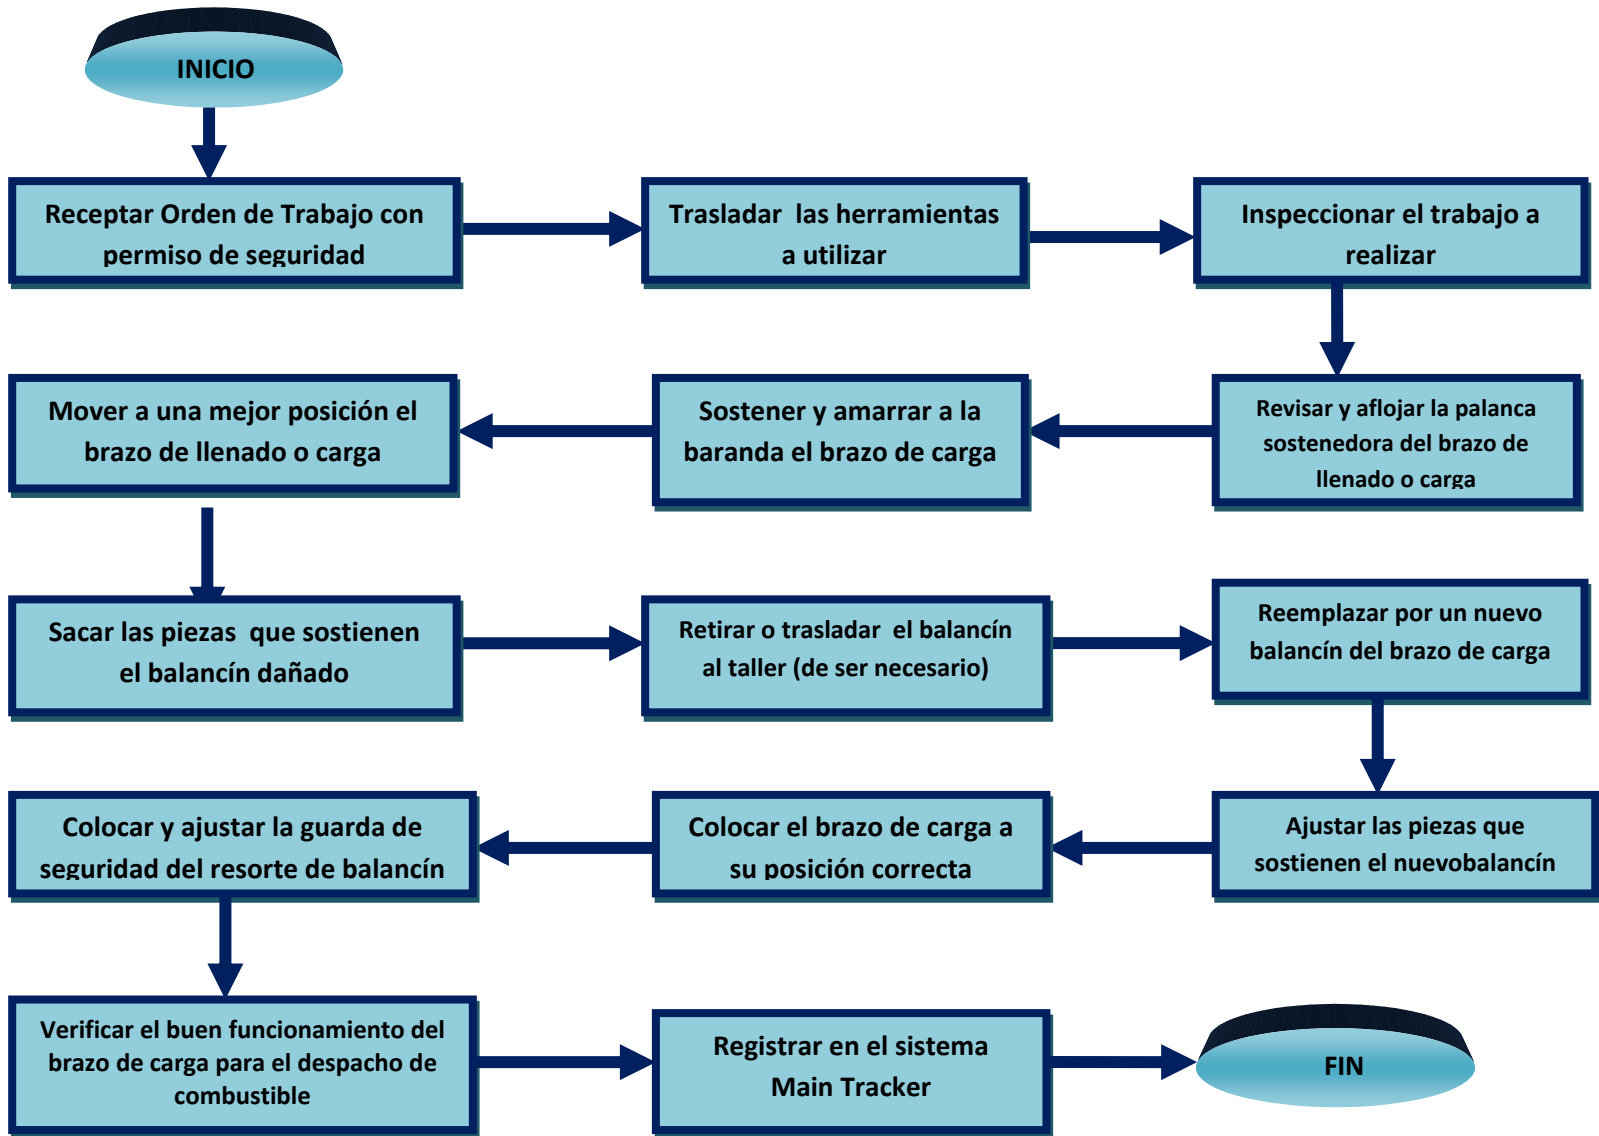 INICIO
Receptar Orden de Trabajo con
permiso de seguridad
Trasladar las herramientas
a utilizar
Inspeccionar el trabajo a
realizar
Revisar y aflojar la palanca
sostenedora del brazo de
llenado o carga
Sostener y amarrar a la
baranda el brazo de carga
Mover a una mejor posición el
brazo de llenado o carga
Sacar las piezas que sostienen
el balancín dañado
Retirar o trasladar el balancín
al taller (de ser necesario)
Reemplazar por un nuevo
balancín del brazo de carga
Ajustar las piezas que
sostienen el nuevobalancín
Colocar el brazo de carga a
su posición correcta
Colocar y ajustar la guarda de
seguridad del resorte de balancín
Verificar el buen funcionamiento del
brazo de carga para el despacho de
combustible
Registrar en el sistema
Main Tracker
FIN